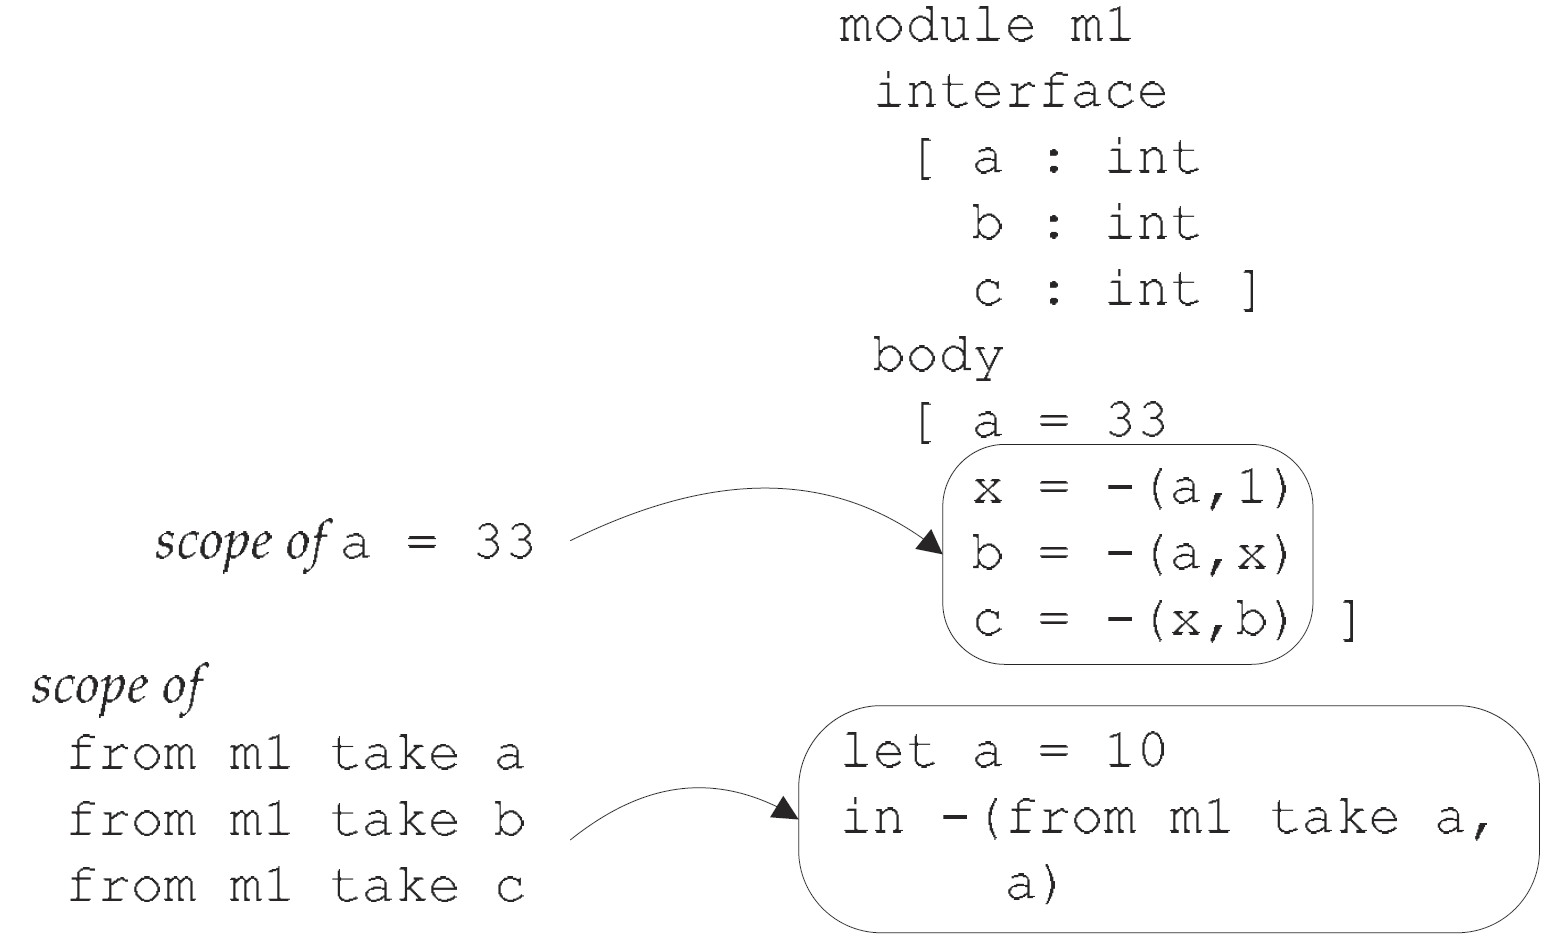 module m1
interface
[ a : int
b : int
c : int ]
body
[ a = 33
x = -(a,1)
b = -(a,x)
c = -(x,b) ]
scope of a = 33
scope of
from m1 take a
from m1 take b
from m1 take c
let a = 10
in -(from m1 take a,
a)